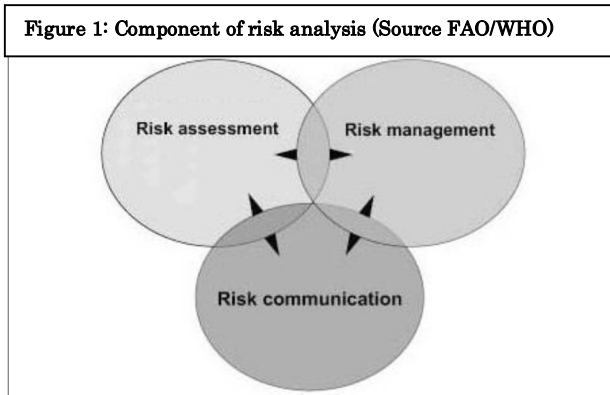 Figure 1: Component of risk analysis (Source FAO/WHO)
Risk assessment
Risk management
Risk communication